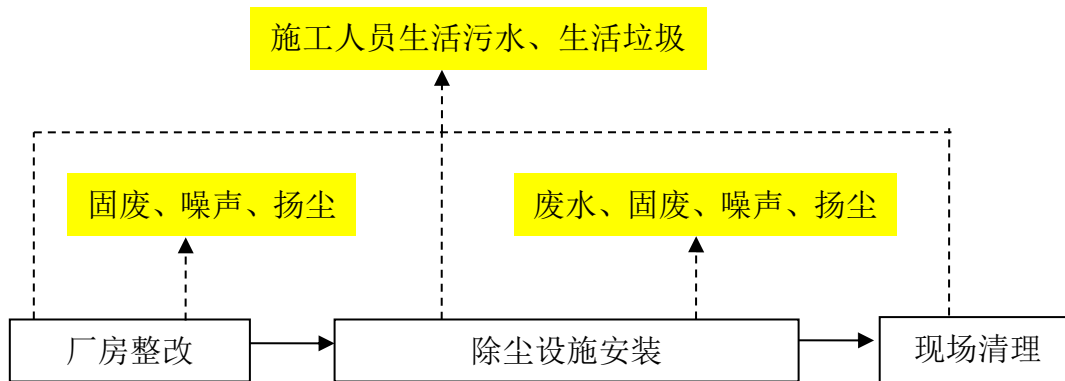 施工人员生活污水、生活垃圾
固废、噪声、扬尘
废水、固废、噪声、扬尘
厂房整改
除尘设施安装
现场清理